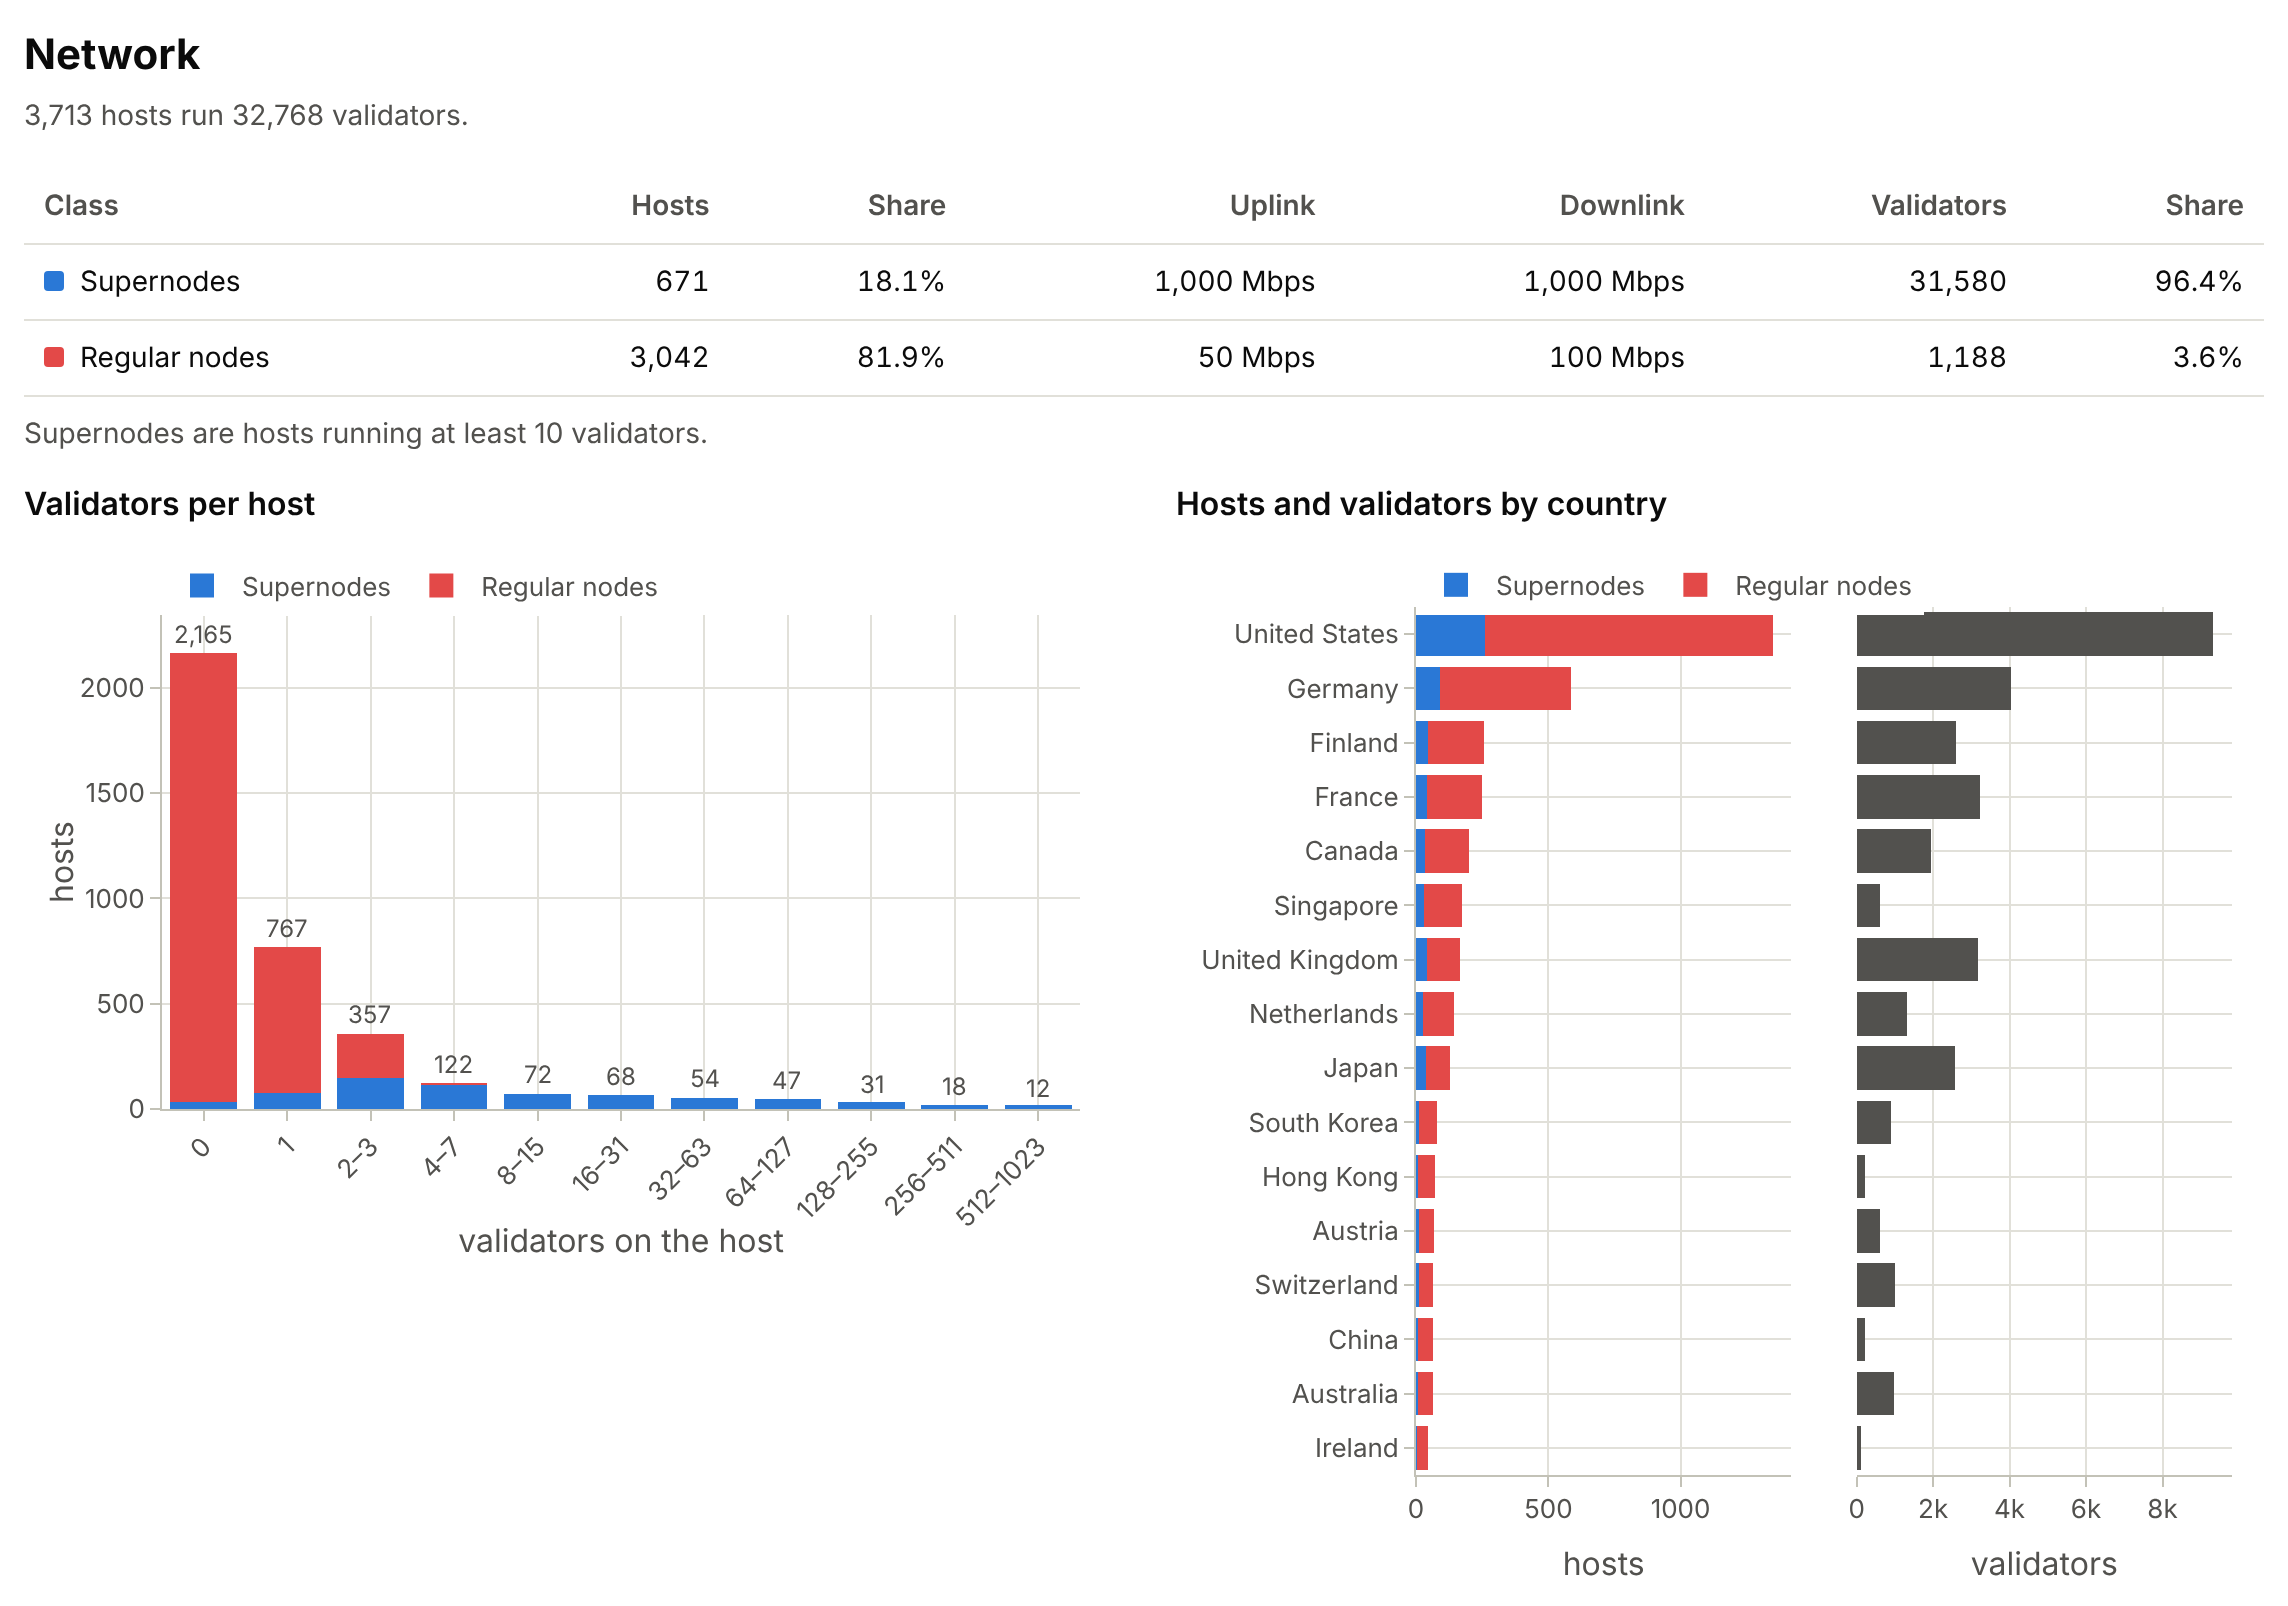 Network
3,713 hosts run 32,768 validators.
Class Hosts Share Uplink Downlink Validators Share
Supernodes 671 18.1% 1,000 Mbps 1,000 Mbps 31,580 96.4%
Regular nodes 3,042 81.9% 50 Mbps 100 Mbps 1,188 3.6%
Supernodes are hosts running at least 10 validators.
Validators per host
Supernodes Regular nodes
hosts
2000
1500
1000
500
0
2,165
767
357
122
72
68
54
47
31
18
12
0
1
2–3
4–7
8–15
16–31
32–63
64–127
128–255
256–511
512–1023
validators on the host
Hosts and validators by country
Supernodes Regular nodes
United States
Germany
Finland
France
Canada
Singapore
United Kingdom
Netherlands
Japan
South Korea
Hong Kong
Austria
Switzerland
China
Australia
Ireland
0 500 1000
hosts
0 2k 4k 6k 8k
validators